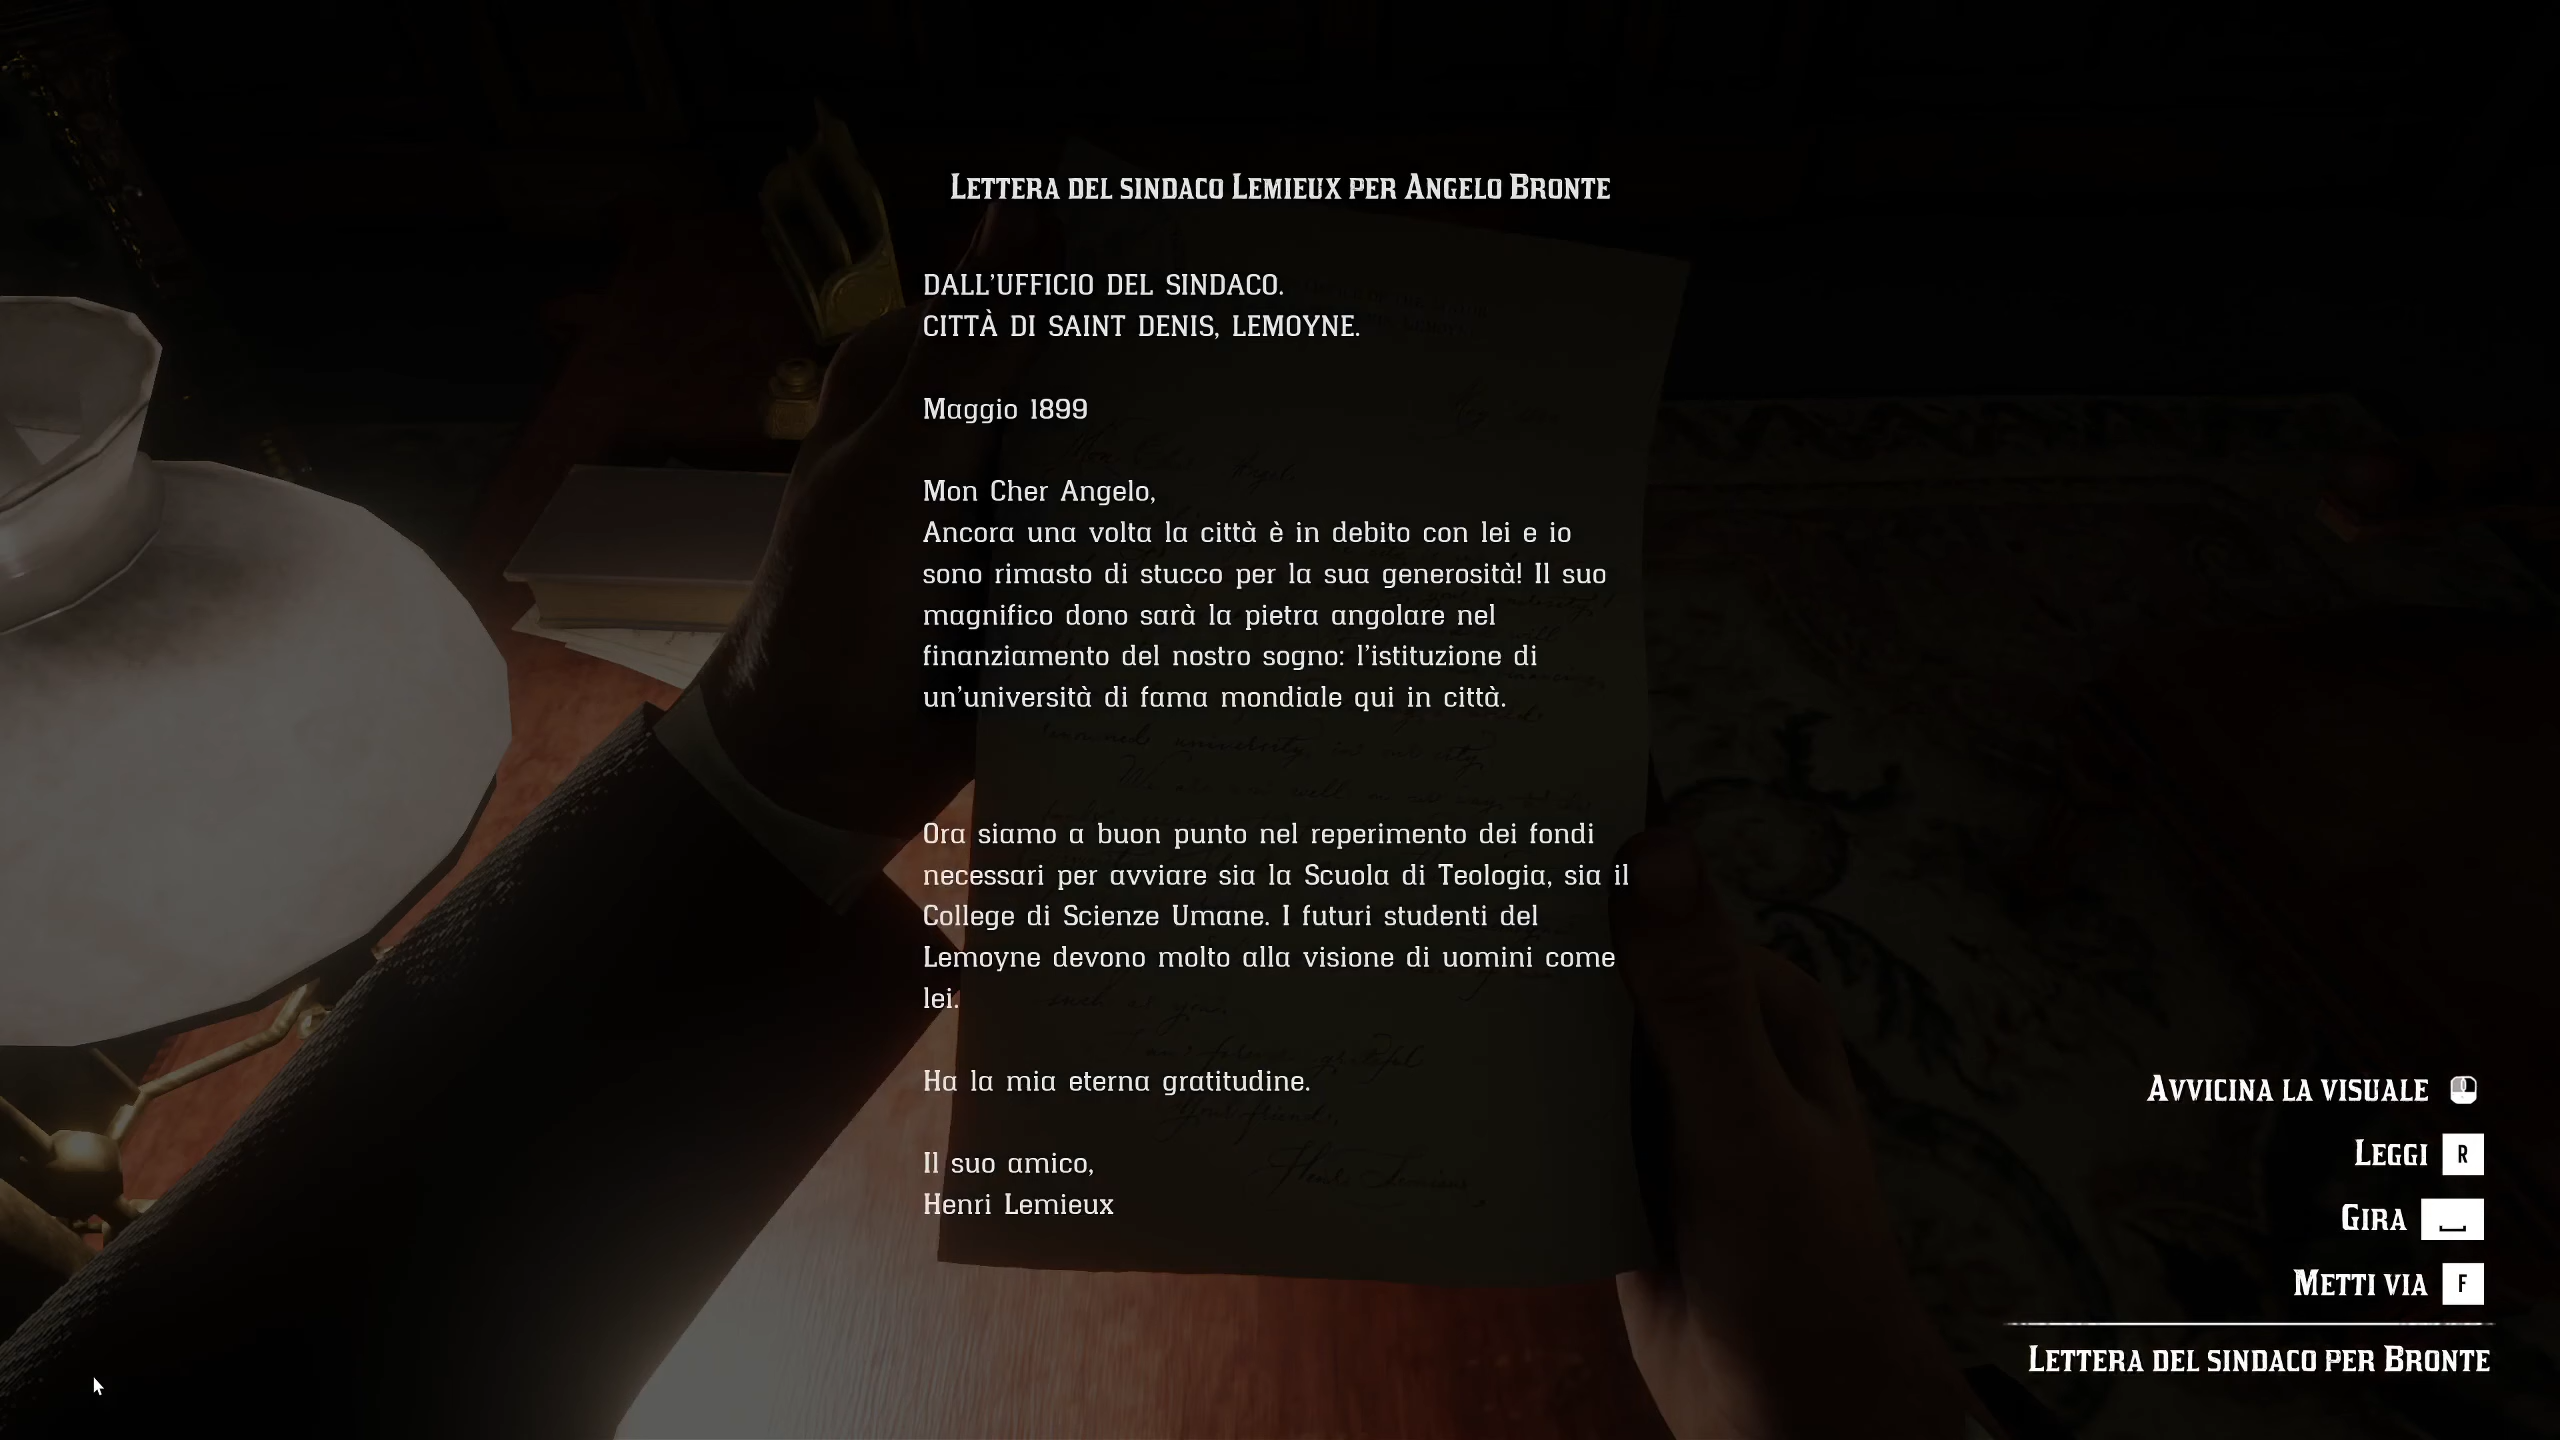 Lettera del sindaco Lemieux per Angelo Bronte
DALL'UFFICIO DEL SINDACO.
CITTÀ DI SAINT DENIS, LEMOYNE.
Maggio 1899
Mon Cher Angelo,
Ancora una volta la città è in debito con lei e io
sono rimasto di stucco per la sua generosità! Il suo
magnifico dono sarà la pietra angolare nel
finanziamento del nostro sogno: l'istituzione di
un'università di fama mondiale qui in città.
Ora siamo a buon punto nel reperimento dei fondi
necessari per avviare sia la Scuola di Teologia, sia il
College di Scienze Umane. I futuri studenti del
Lemoyne devono molto alla visione di uomini come
lei.
Ha la mia eterna gratitudine.
Il suo amico,
Henri Lemieux
Avvicina la visuale
Leggi R
Gira
Metti via F
Lettera del sindaco per Bronte